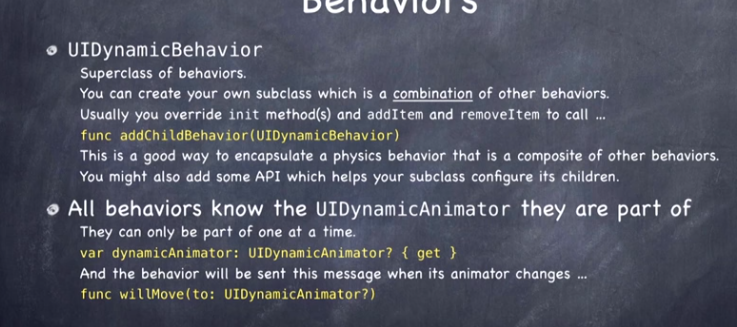 Behaviors
UIDynamicBehavior
Superclass of behaviors.
You can create your own subclass which is a combination of other behaviors.
Usually you override init method(s) and addItem and removeItem to call ...
func addChildBehavior(UIDynamicBehavior)
This is a good way to encapsulate a physics behavior that is a composite of other behaviors.
You might also add some API which helps your subclass configure its children.
All behaviors know the UIDynamicAnimator they are part of
They can only be part of one at a time.
var dynamicAnimator: UIDynamicAnimator? { get }
And the behavior will be sent this message when its animator changes ...
func willMove(to: UIDynamicAnimator?)